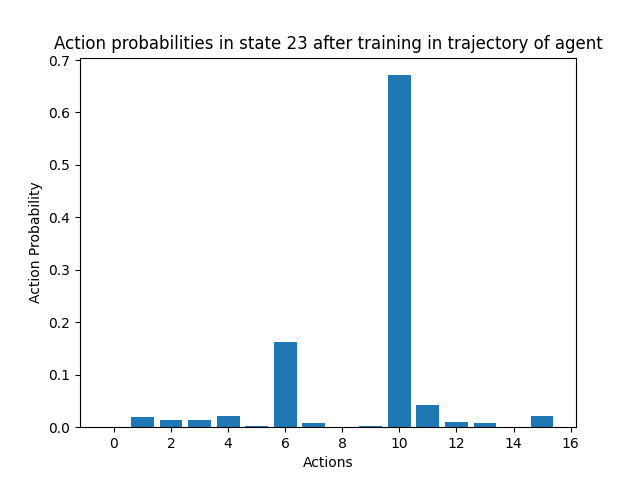 Action probabilities in state 23 after training in trajectory of agent
0.7
0.6
0.5
0.4
0.3
0.2
0.1
0.0
Action Probability
0 2 4 6 8 10 12 14 16
Actions